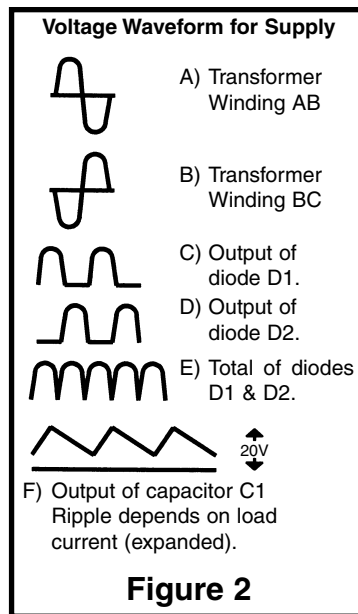 Voltage Waveform for Supply
A) Transformer
Winding AB
B) Transformer
Winding BC
C) Output of
diode D1.
D) Output of
diode D2.
E) Total of diodes
D1 & D2.
20V
F) Output of capacitor C1
Ripple depends on load
current (expanded).
Figure 2